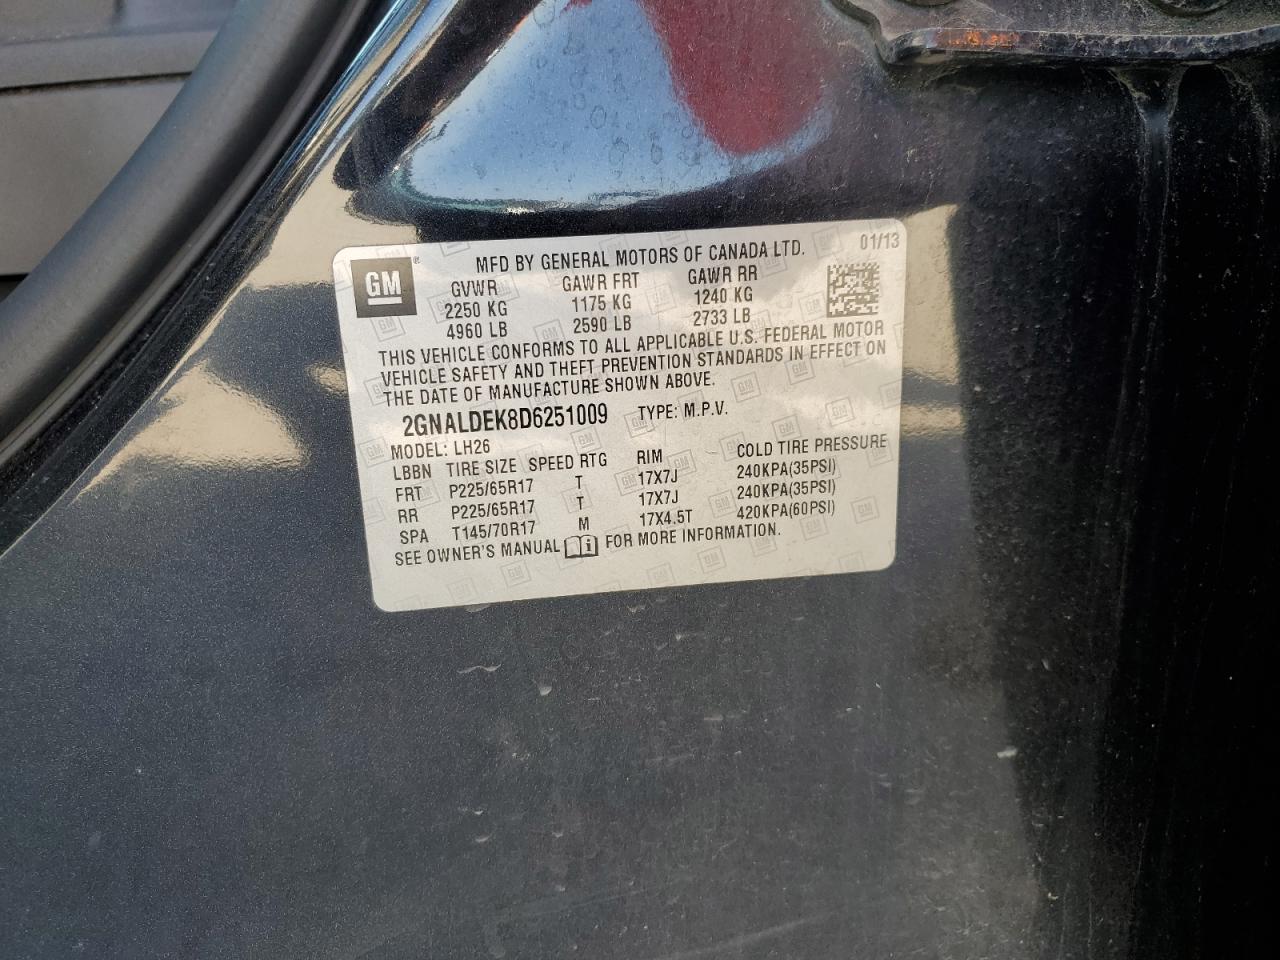 GM
MFD BY GENERAL MOTORS OF CANADA LTD. 01/13
GVWR GAWR FRT GAWR RR
2250 KG 1175 KG 1240 KG
4960 LB 2590 LB 2733 LB
THIS VEHICLE CONFORMS TO ALL APPLICABLE U.S. FEDERAL MOTOR
VEHICLE SAFETY AND THEFT PREVENTION STANDARDS IN EFFECT ON
THE DATE OF MANUFACTURE SHOWN ABOVE.
2GNALDEK8D6251009 TYPE: M.P.V.
MODEL: LH26
LBBN TIRE SIZE SPEED RTG RIM COLD TIRE PRESSURE
FRT P225/65R17 T 17X7J 240KPA(35PSI)
RR P225/65R17 T 17X7J 240KPA(35PSI)
SPA T145/70R17 M 17X4.5T 420KPA(60PSI)
SEE OWNER'S MANUAL i FOR MORE INFORMATION.